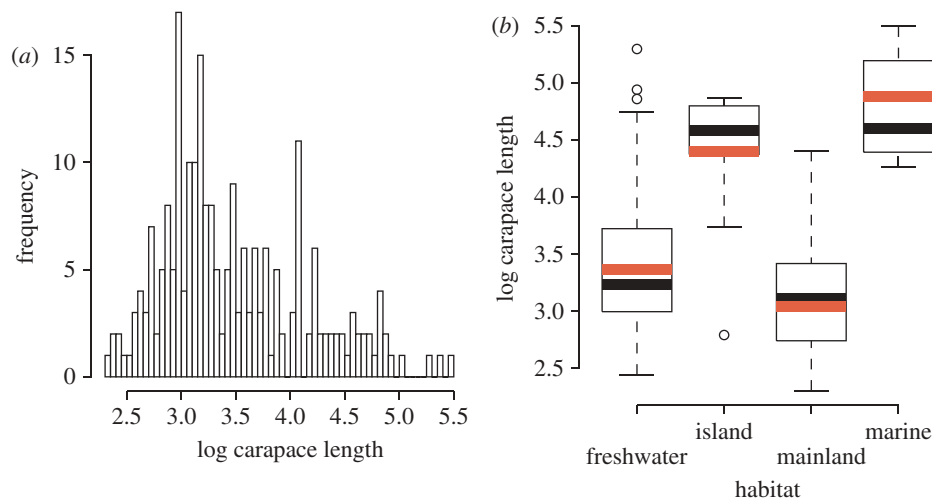 (a)
15
10
5
0
frequency
2.5 3.0 3.5 4.0 4.5 5.0 5.5
log carapace length
(b)
5.5
5.0
4.5
4.0
3.5
3.0
2.5
log carapace length
island marine
freshwater mainland
habitat